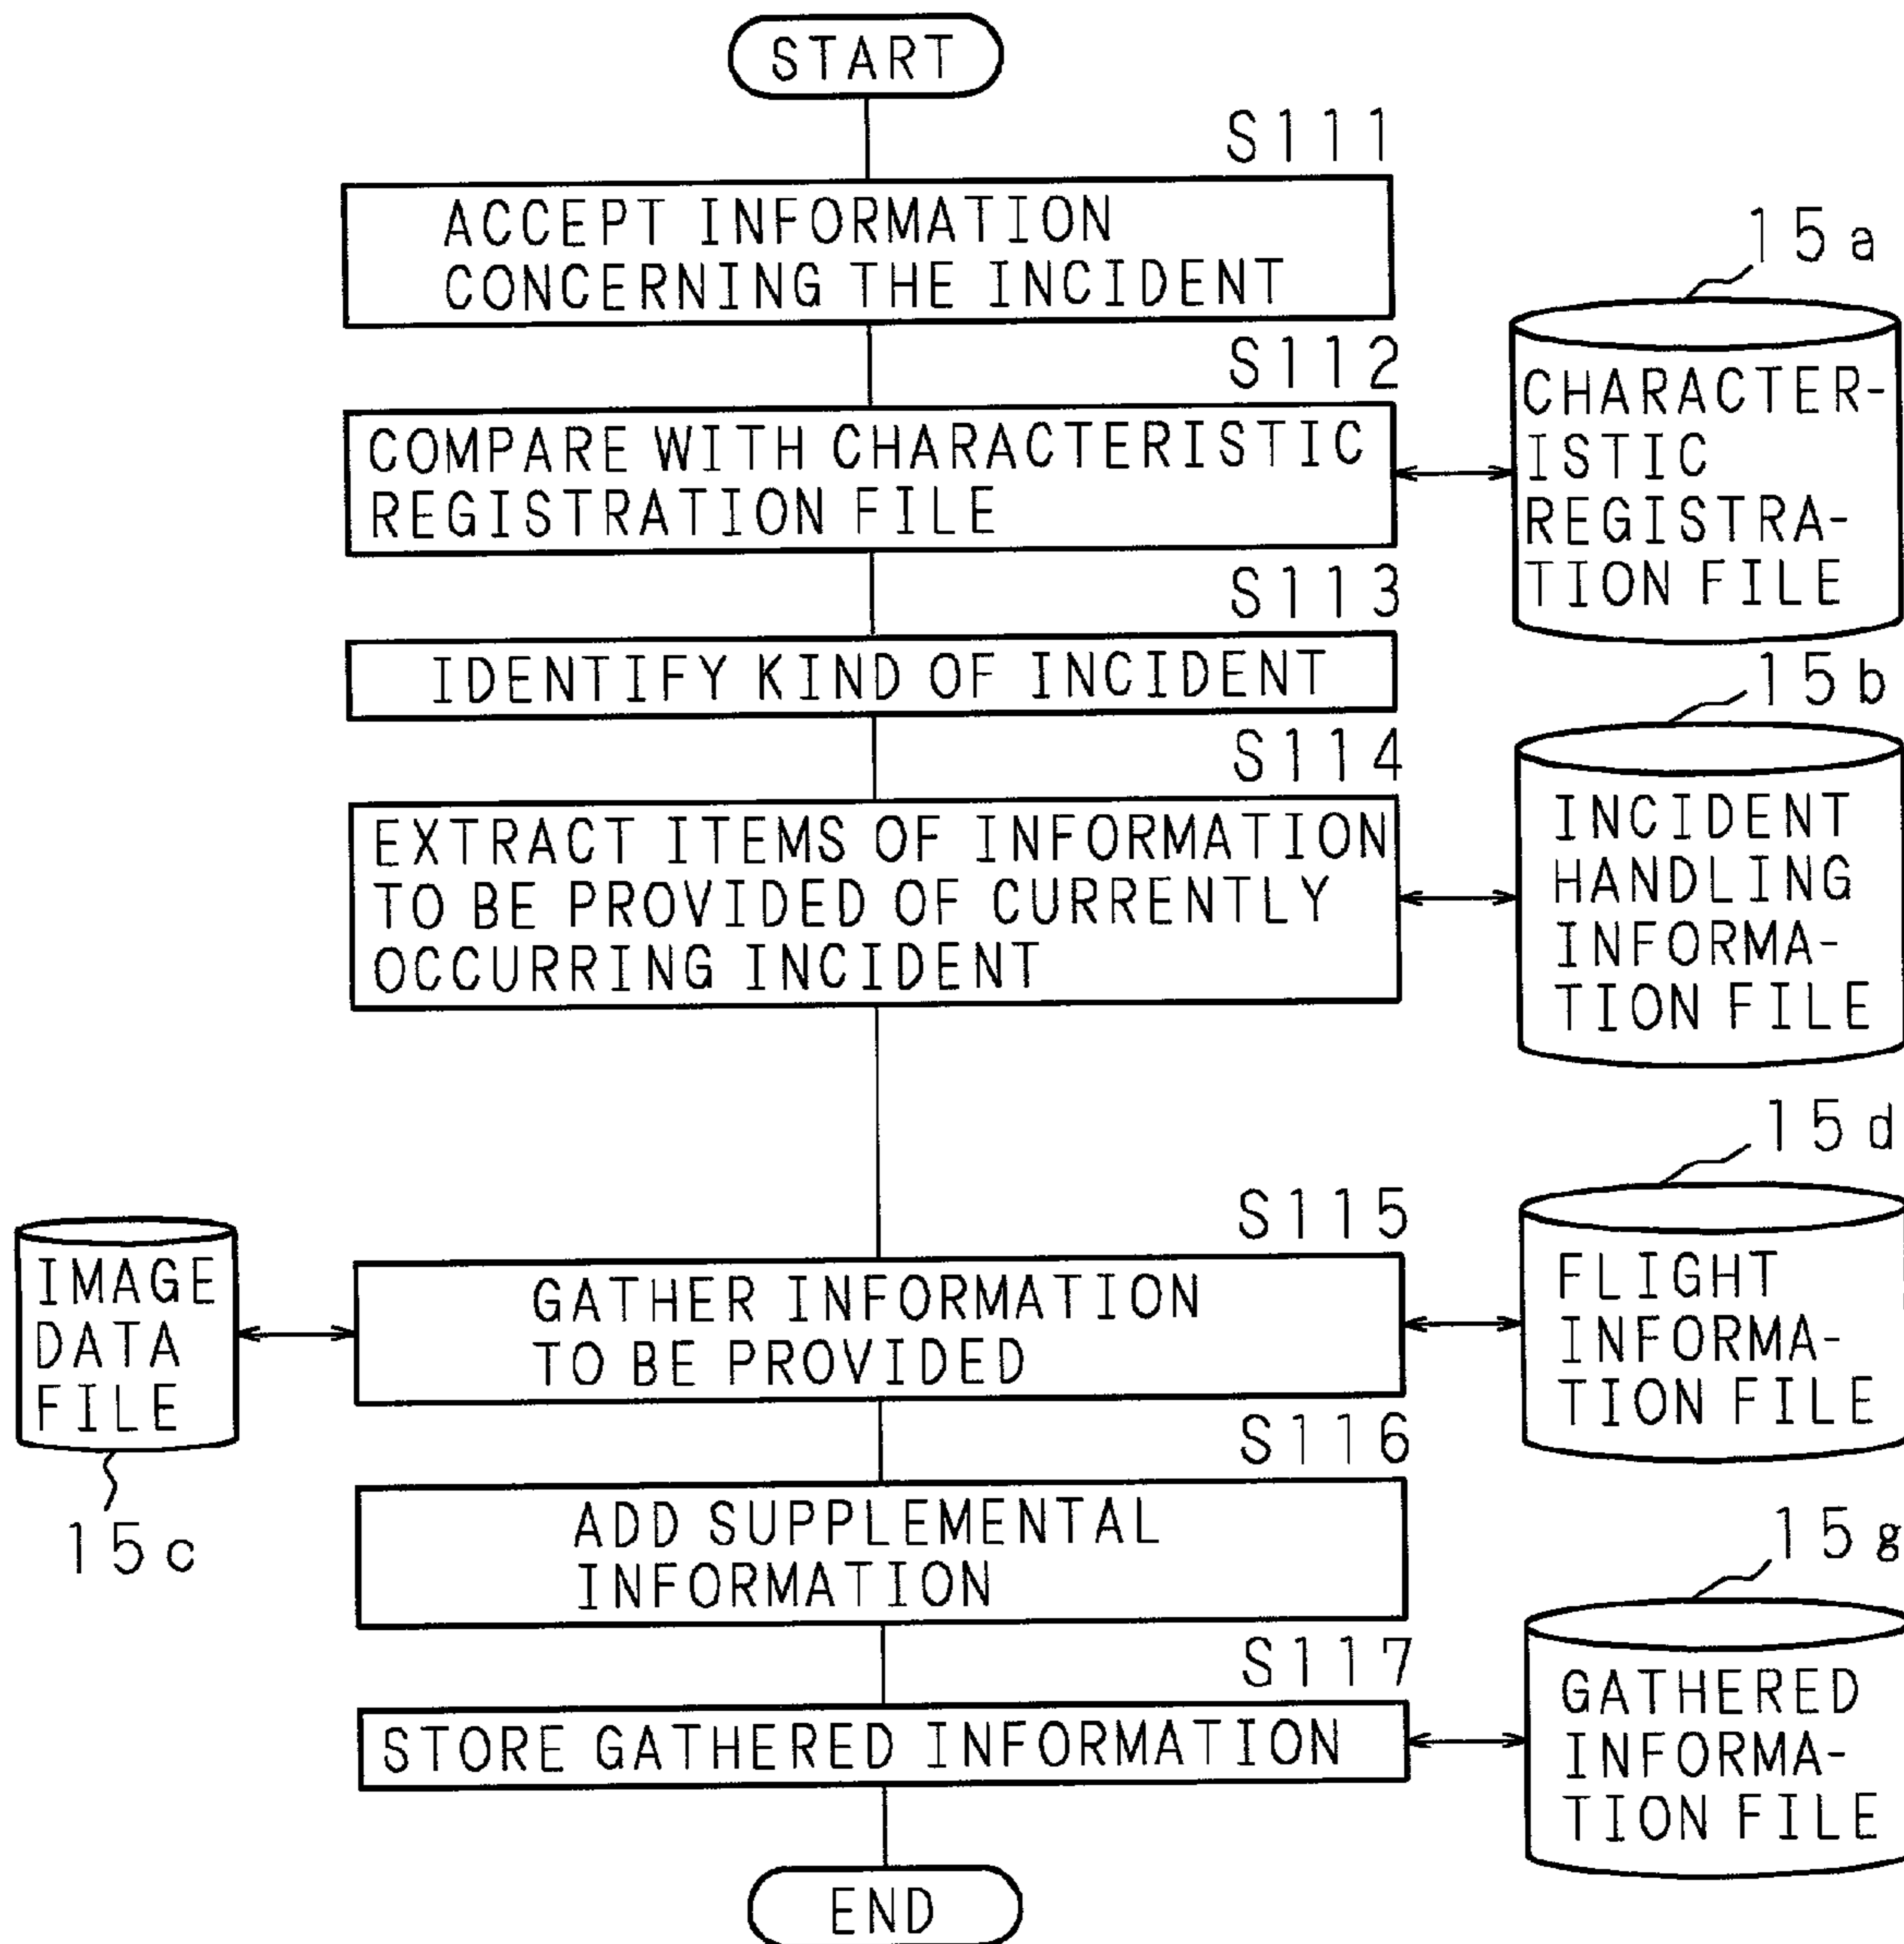 START
S111
ACCEPT INFORMATION
CONCERNING THE INCIDENT
S112
COMPARE WITH CHARACTERISTIC
REGISTRATION FILE
15a
CHARACTER-
ISTIC
REGISTRA-
TION FILE
S113
IDENTIFY KIND OF INCIDENT
S114
EXTRACT ITEMS OF INFORMATION
TO BE PROVIDED OF CURRENTLY
OCCURRING INCIDENT
15b
INCIDENT
HANDLING
INFORMA-
TION FILE
S115
GATHER INFORMATION
TO BE PROVIDED
IMAGE
DATA
FILE
15c
15d
FLIGHT
INFORMA-
TION FILE
S116
ADD SUPPLEMENTAL
INFORMATION
S117
STORE GATHERED INFORMATION
15g
GATHERED
INFORMA-
TION FILE
END